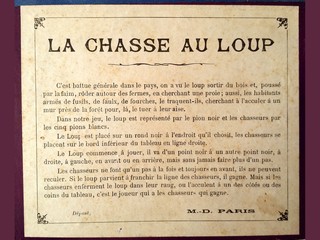 LA CHASSE AU LOUP
C'est battue générale dans le pays, on a vu le loup sortir du bois et, poussé
par la faim, rôder autour des fermes, en cherchant une proie; aussi, les habitants
armés de fusils, de faulx, de fourches, le traquent-ils, cherchant à l'acculer à un
mur près de la forêt pour, là, le tuer à leur aise.
Dans notre jeu, le loup est représenté par le pion noir et les chasseurs par
les cinq pions blancs.
Le Loup est placé sur un rond noir à l'endroit qu'il choisit, les chasseurs se
placent sur le bord inférieur du tableau en ligne droite.
Le Loup commence à jouer, il va d'un point noir à un autre point noir, à
droite, à gauche, en avant ou en arrière, mais sans jamais faire plus d'un pas.
Les chasseurs ne font qu'un pas à la fois et toujours en avant, ils ne peuvent
reculer. Si le loup parvient à franchir la ligne des chasseurs, il gagne. Mais si les
chasseurs enferment le loup dans leur rang, ou l'acculent à un des côtés ou des
coins du tableau, c'est le joueur qui a les chasseurs qui gagne.
Déposé. M.-D. PARIS